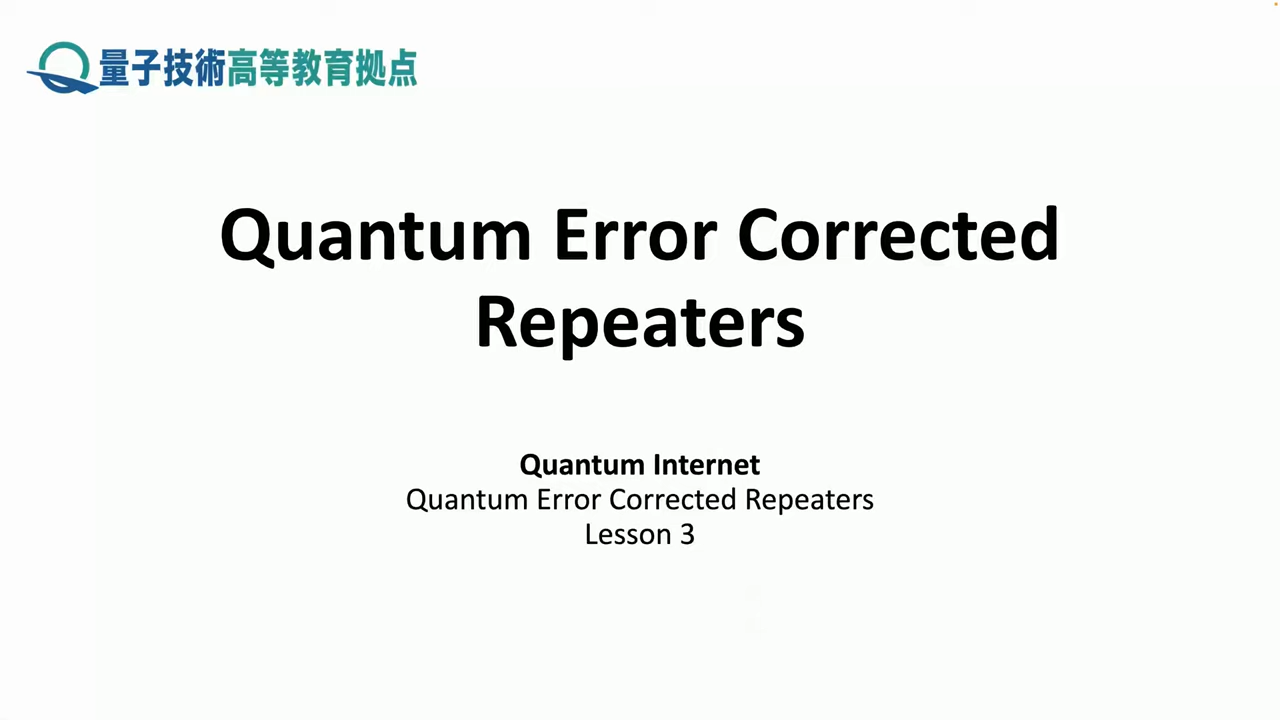 量子技術高等教育拠点
Quantum Error Corrected
Repeaters
Quantum Internet
Quantum Error Corrected Repeaters
Lesson 3